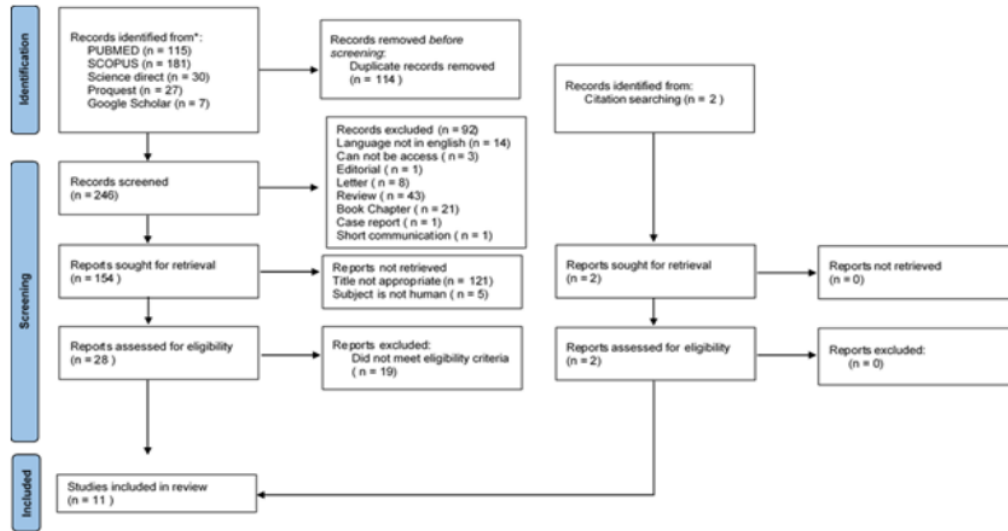 Identification
Records identified from*:
PUBMED (n = 115)
SCOPUS (n = 181)
Science direct (n = 30)
Proquest (n = 27)
Google Scholar (n = 7)
Records removed before
screening:
Duplicate records removed
(n = 114 )
Records identified from:
Citation searching (n = 2 )
Screening
Records screened
(n = 246)
Records excluded (n = 92)
Language not in english (n = 14)
Can not be access ( n = 3)
Editorial ( n = 1)
Letter ( n = 8)
Review ( n = 43)
Book Chapter ( n = 21)
Case report ( n = 1)
Short communication ( n = 1)
Reports sought for retrieval
(n = 154 )
Reports not retrieved
Title not appropriate (n = 121)
Subject is not human ( n = 5)
Reports sought for retrieval
(n = 2)
Reports not retrieved
(n = 0)
Reports assessed for eligibility
(n = 28 )
Reports excluded:
Did not meet eligibility criteria
( n = 19)
Reports assessed for eligibility
(n = 2)
Reports excluded:
(n = 0)
Included
Studies included in review
(n = 11 )